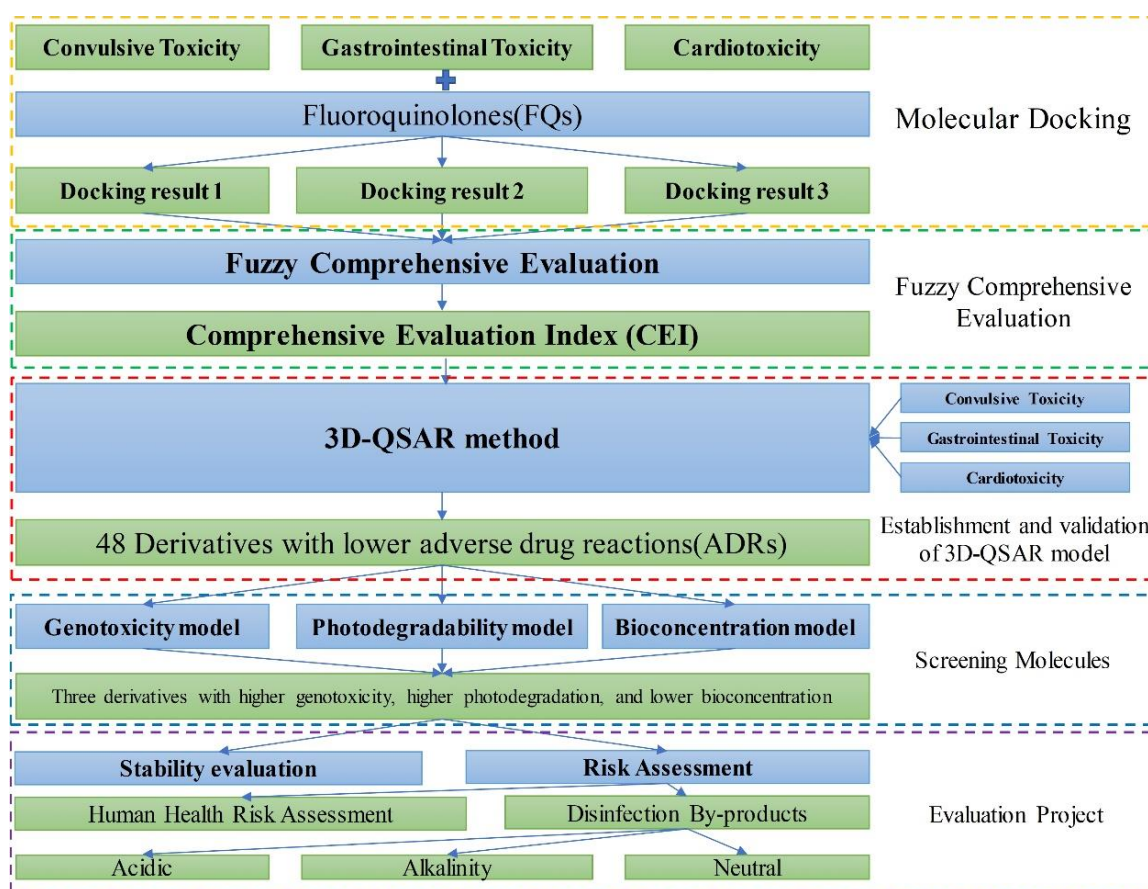 Convulsive Toxicity
Gastrointestinal Toxicity
Cardiotoxicity
Fluoroquinolones(FQs)
Molecular Docking
Docking result 1
Docking result 2
Docking result 3
Fuzzy Comprehensive Evaluation
Fuzzy Comprehensive
Evaluation
Comprehensive Evaluation Index (CEI)
3D-QSAR method
Convulsive Toxicity
Gastrointestinal Toxicity
Cardiotoxicity
48 Derivatives with lower adverse drug reactions(ADRs)
Establishment and validation
of 3D-QSAR model
Genotoxicity model
Photodegradability model
Bioconcentration model
Screening Molecules
Three derivatives with higher genotoxicity, higher photodegradation, and lower bioconcentration
Stability evaluation
Risk Assessment
Human Health Risk Assessment
Disinfection By-products
Evaluation Project
Acidic
Alkalinity
Neutral